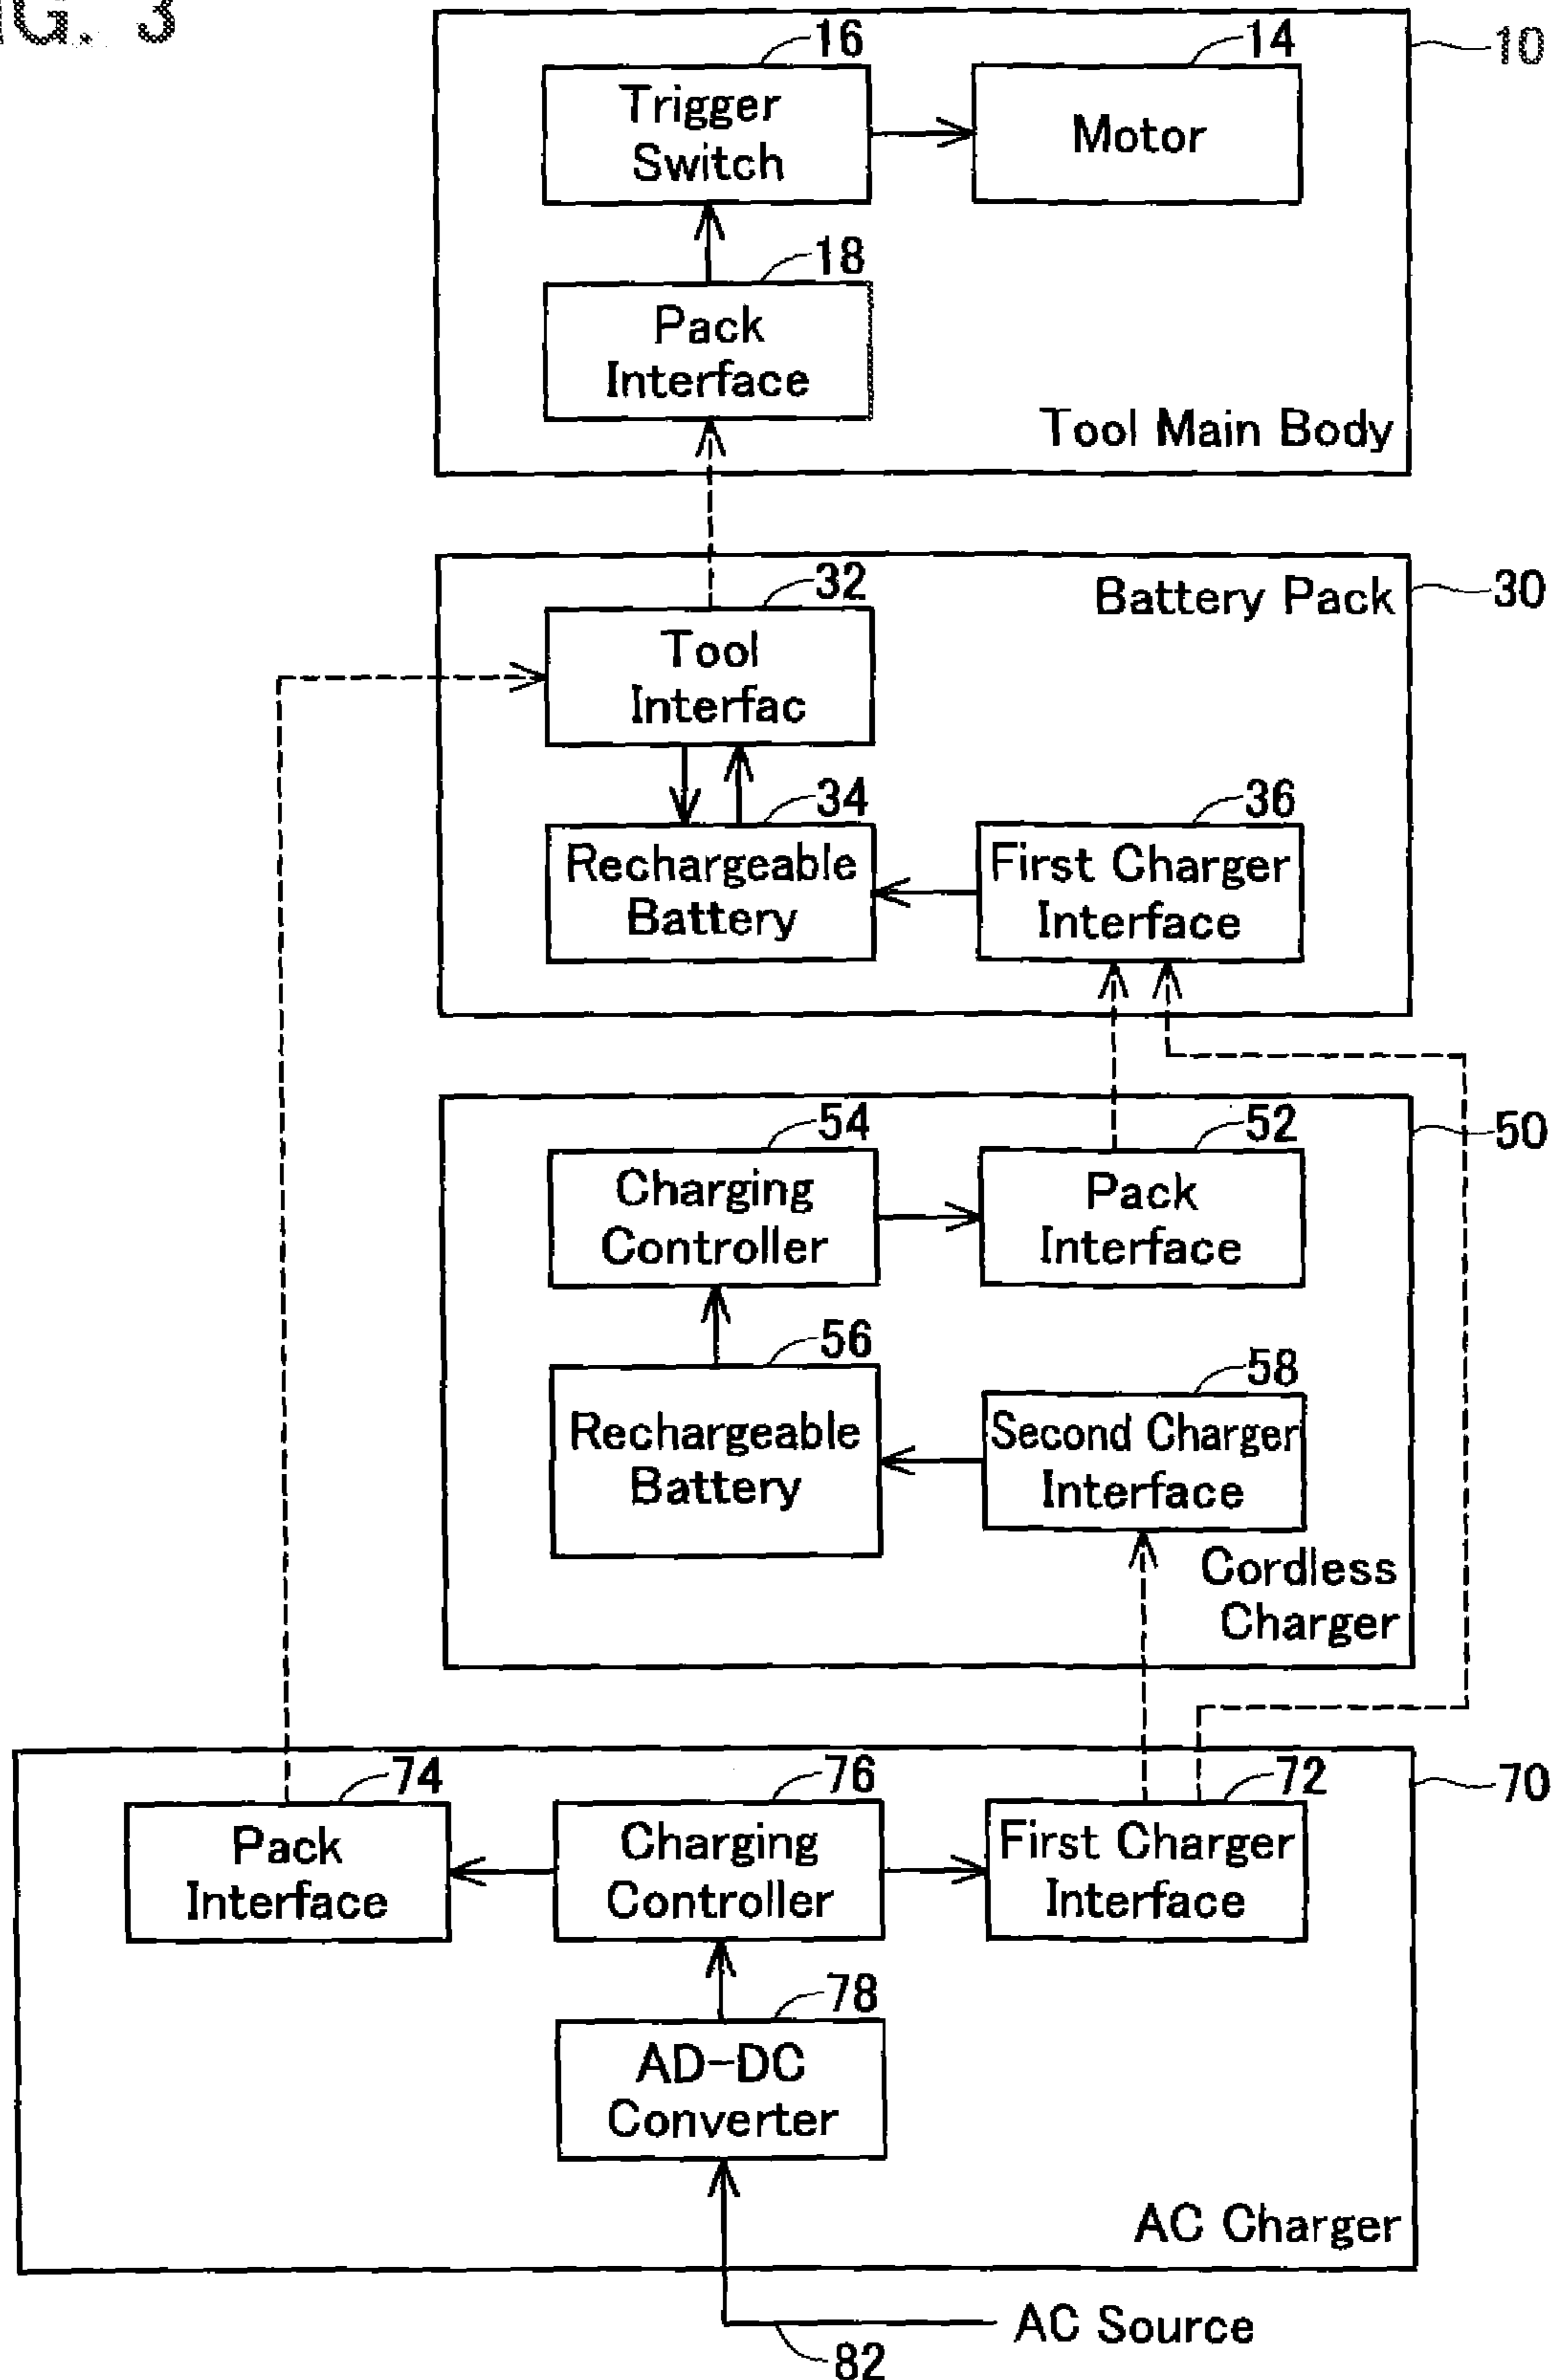 FIG. 3
16
14
10
Trigger
Switch
Motor
18
Pack
Interface
Tool Main Body
32
Battery Pack
30
Tool
Interfac
34
36
Rechargeable
Battery
First Charger
Interface
54
52
50
Charging
Controller
Pack
Interface
56
58
Rechargeable
Battery
Second Charger
Interface
Cordless
Charger
74
76
72
70
Pack
Interface
Charging
Controller
First Charger
Interface
78
AD-DC
Converter
AC Charger
AC Source
82